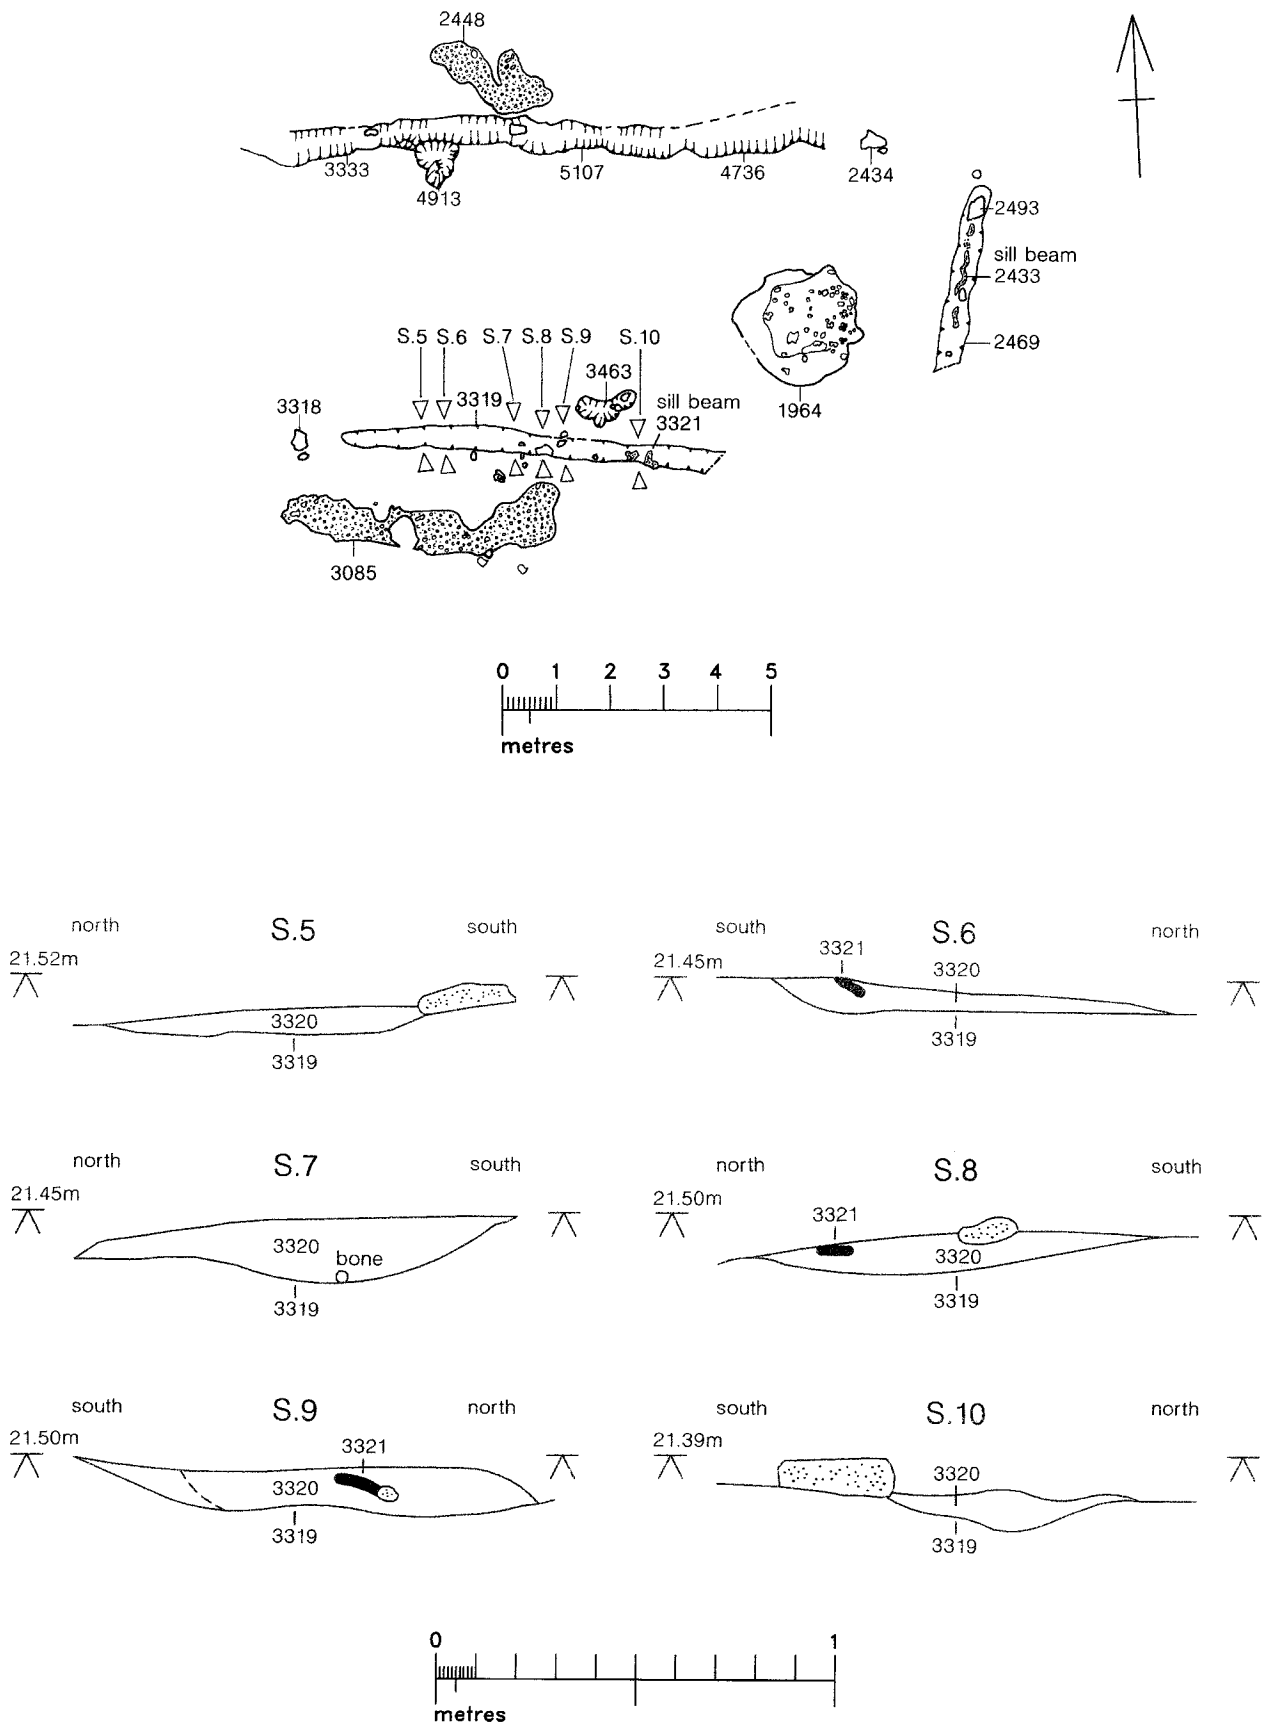 2448
3333
4913
5107
4736
2434
2493
sill beam
2433
2469
S.5 S.6 S.7 S.8 S.9 S.10
3463
3318
3319
sill beam
3321
1964
3085
0 1 2 3 4 5
metres
north S.5 south
21.52m
3320
3319
south S.6 north
21.45m
3321
3320
3319
north S.7 south
21.45m
3320
bone
3319
north S.8 south
21.50m
3321
3320
3319
south S.9 north
21.50m
3321
3320
3319
south S.10 north
21.39m
3320
3319
0 1
metres